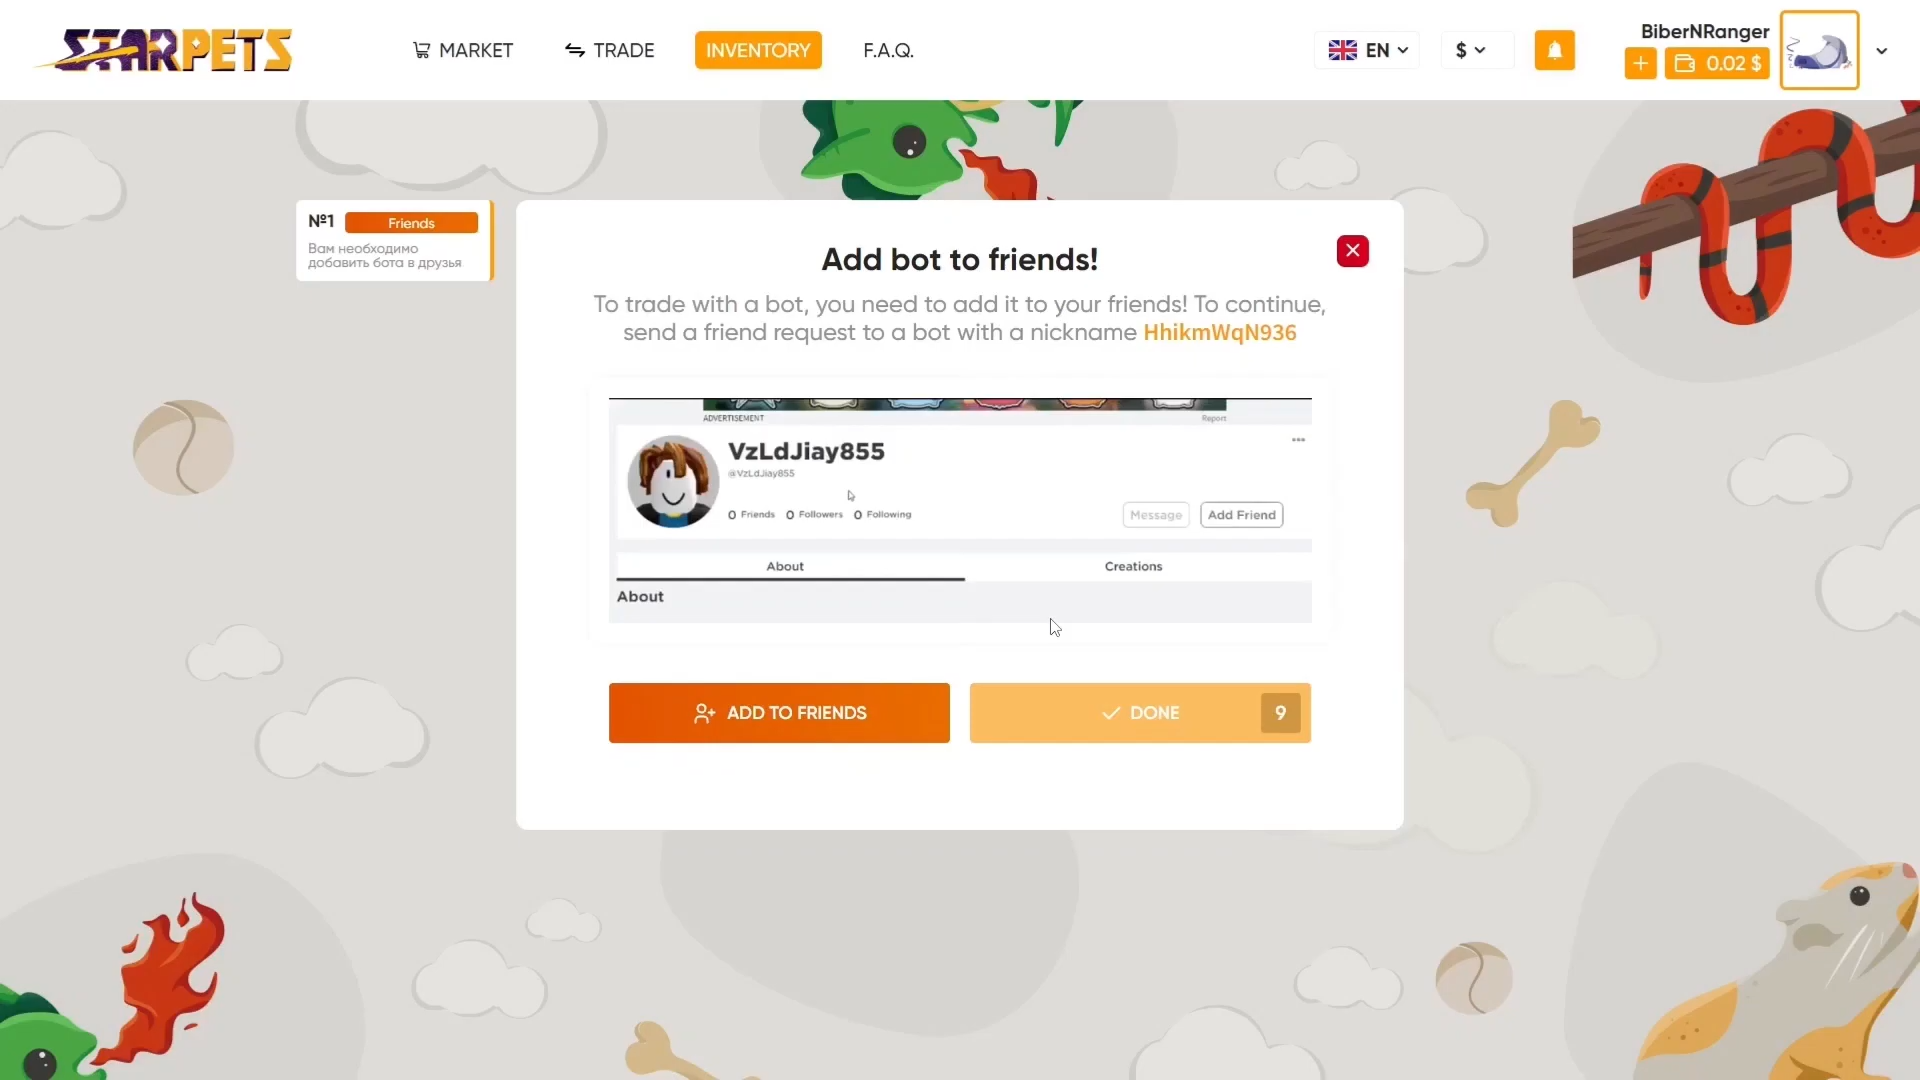 STARPETS
MARKET
TRADE
INVENTORY
F.A.Q.
EN
$
BiberNRanger
0.02 $
№1
Friends
Вам необходимо
добавить бота в друзья
Add bot to friends!
To trade with a bot, you need to add it to your friends! To continue,
send a friend request to a bot with a nickname HhikmWqN936
ADVERTISEMENT
Report
VzLdJiay855
@VzLdJiay855
0 Friends 0 Followers 0 Following
Message
Add Friend
About
Creations
About
ADD TO FRIENDS
DONE
9